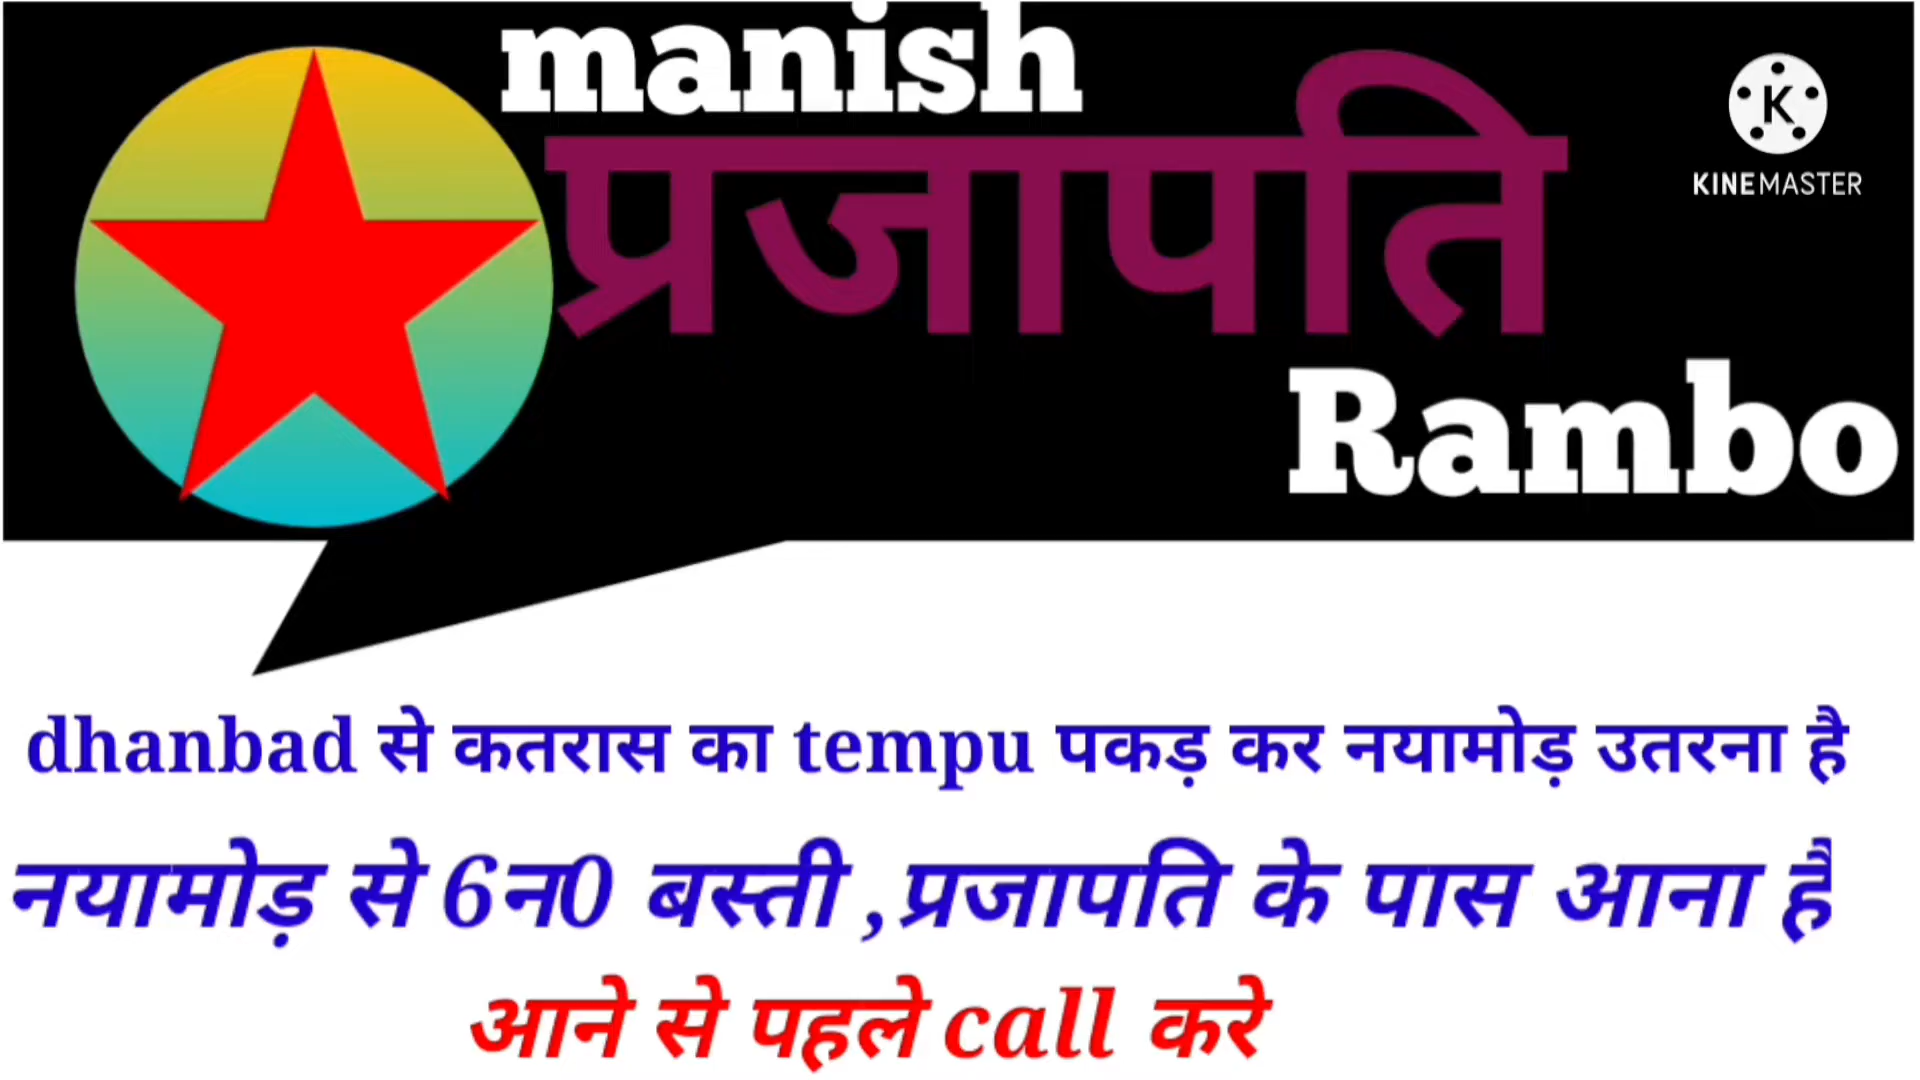 manish
प्रजापति
K
KINEMASTER
Rambo
dhanbad से कतरास का tempu पकड़ कर नयामोड़ उतरना है
नयामोड़ से 6न0 बस्ती ,प्रजापति के पास आना है
आने से पहले call करे